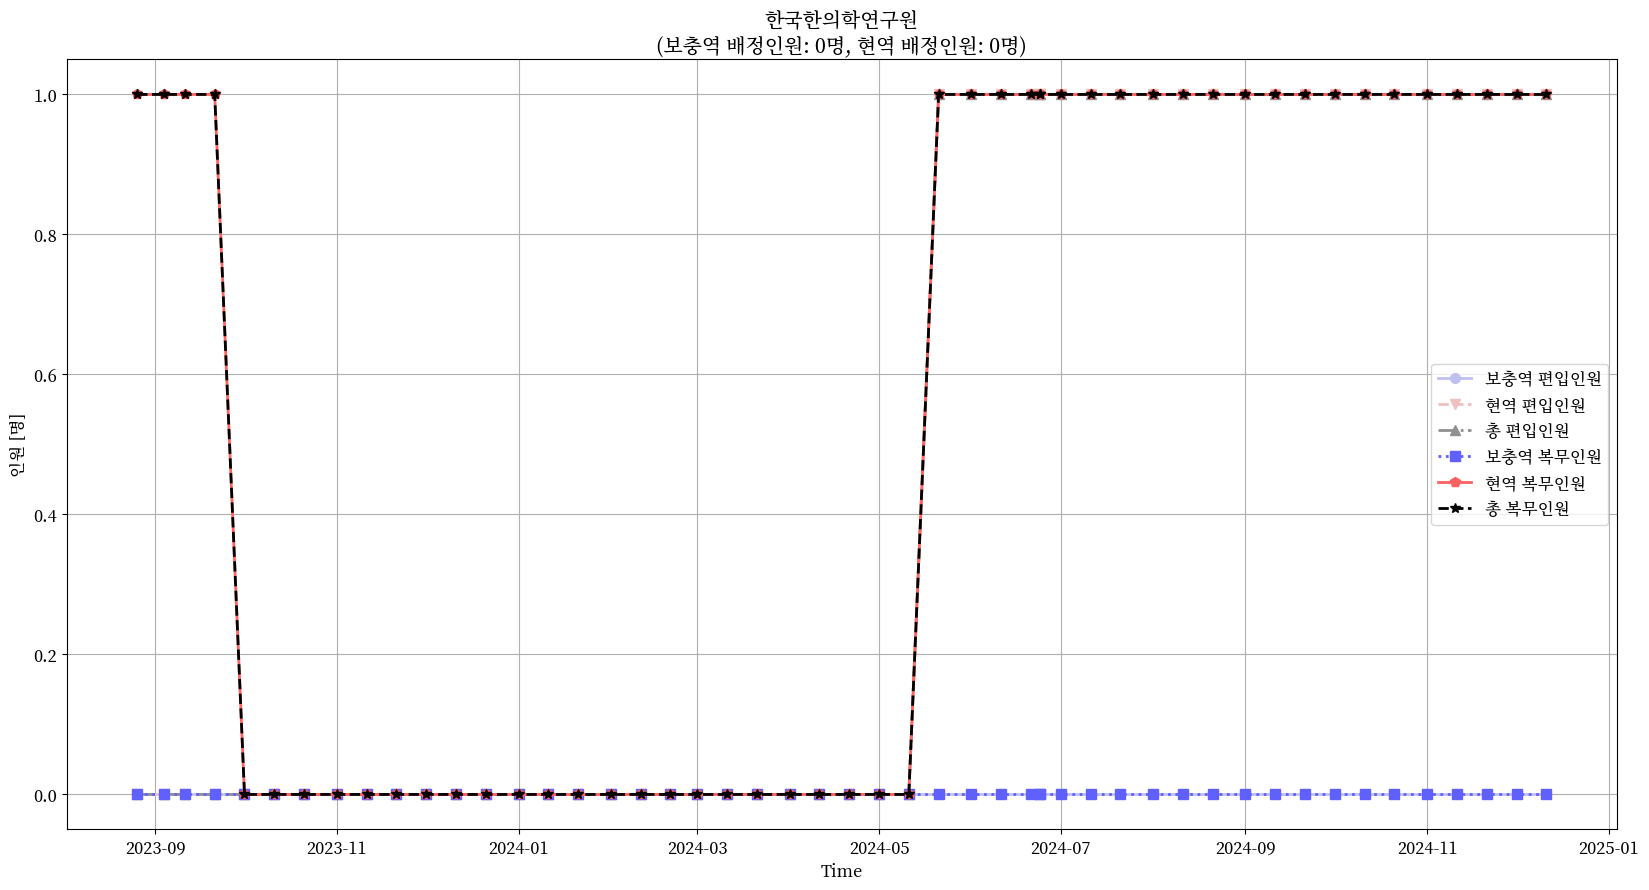 한국한의학연구원
(보충역 배정인원: 0명, 현역 배정인원: 0명)
1.0
0.8
0.6
0.4
0.2
0.0
인원 [명]
보충역 편입인원
현역 편입인원
총 편입인원
보충역 복무인원
현역 복무인원
총 복무인원
2023-09 2023-11 2024-01 2024-03 2024-05 2024-07 2024-09 2024-11 2025-01
Time